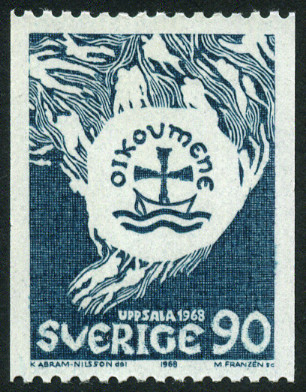 OIKOUMENE
UPPSALA 1968
SVERIGE 90
K ABRAM-NILSSON DEL 1968 M FRANZÉN SC